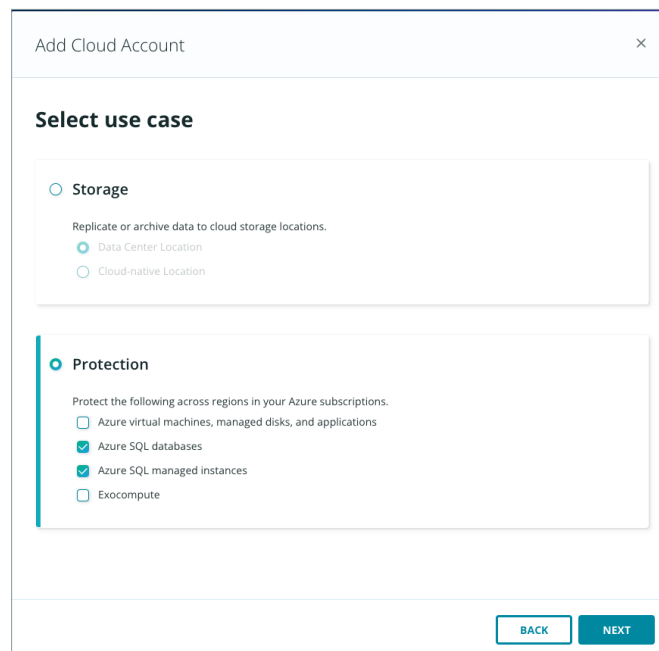 Add Cloud Account
Select use case
Storage
Replicate or archive data to cloud storage locations.
Data Center Location
Cloud-native Location
Protection
Protect the following across regions in your Azure subscriptions.
Azure virtual machines, managed disks, and applications
Azure SQL databases
Azure SQL managed instances
Exocompute
BACK NEXT